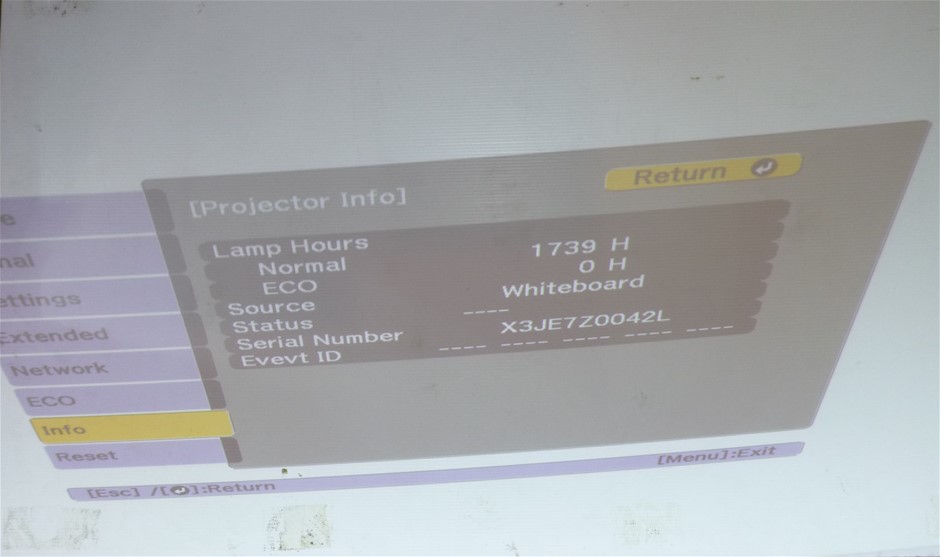 [Projector Info]
Return
Lamp Hours
Normal 1739 H
ECO 0 H
Source Whiteboard
Status ----
Serial Number X3JE7Z0042L
Evevt ID ---- ---- ---- ---- ----
e
nal
ettings
Extended
Network
ECO
Info
Reset
[Esc] /[ ]:Return
[Menu]:Exit